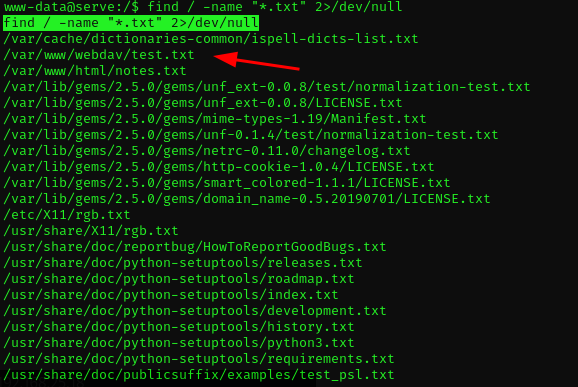 www-data@serve:/$ find / -name "*.txt" 2>/dev/null
find / -name "*.txt" 2>/dev/null
/var/cache/dictionaries-common/ispell-dicts-list.txt
/var/www/webdav/test.txt
/var/www/html/notes.txt
/var/lib/gems/2.5.0/gems/unf_ext-0.0.8/test/normalization-test.txt
/var/lib/gems/2.5.0/gems/unf_ext-0.0.8/LICENSE.txt
/var/lib/gems/2.5.0/gems/mime-types-1.19/Manifest.txt
/var/lib/gems/2.5.0/gems/unf-0.1.4/test/normalization-test.txt
/var/lib/gems/2.5.0/gems/netrc-0.11.0/changelog.txt
/var/lib/gems/2.5.0/gems/http-cookie-1.0.4/LICENSE.txt
/var/lib/gems/2.5.0/gems/smart_colored-1.1.1/LICENSE.txt
/var/lib/gems/2.5.0/gems/domain_name-0.5.20190701/LICENSE.txt
/etc/X11/rgb.txt
/usr/share/X11/rgb.txt
/usr/share/doc/reportbug/HowToReportGoodBugs.txt
/usr/share/doc/python-setuptools/releases.txt
/usr/share/doc/python-setuptools/roadmap.txt
/usr/share/doc/python-setuptools/index.txt
/usr/share/doc/python-setuptools/development.txt
/usr/share/doc/python-setuptools/history.txt
/usr/share/doc/python-setuptools/python3.txt
/usr/share/doc/python-setuptools/requirements.txt
/usr/share/doc/publicsuffix/examples/test_psl.txt